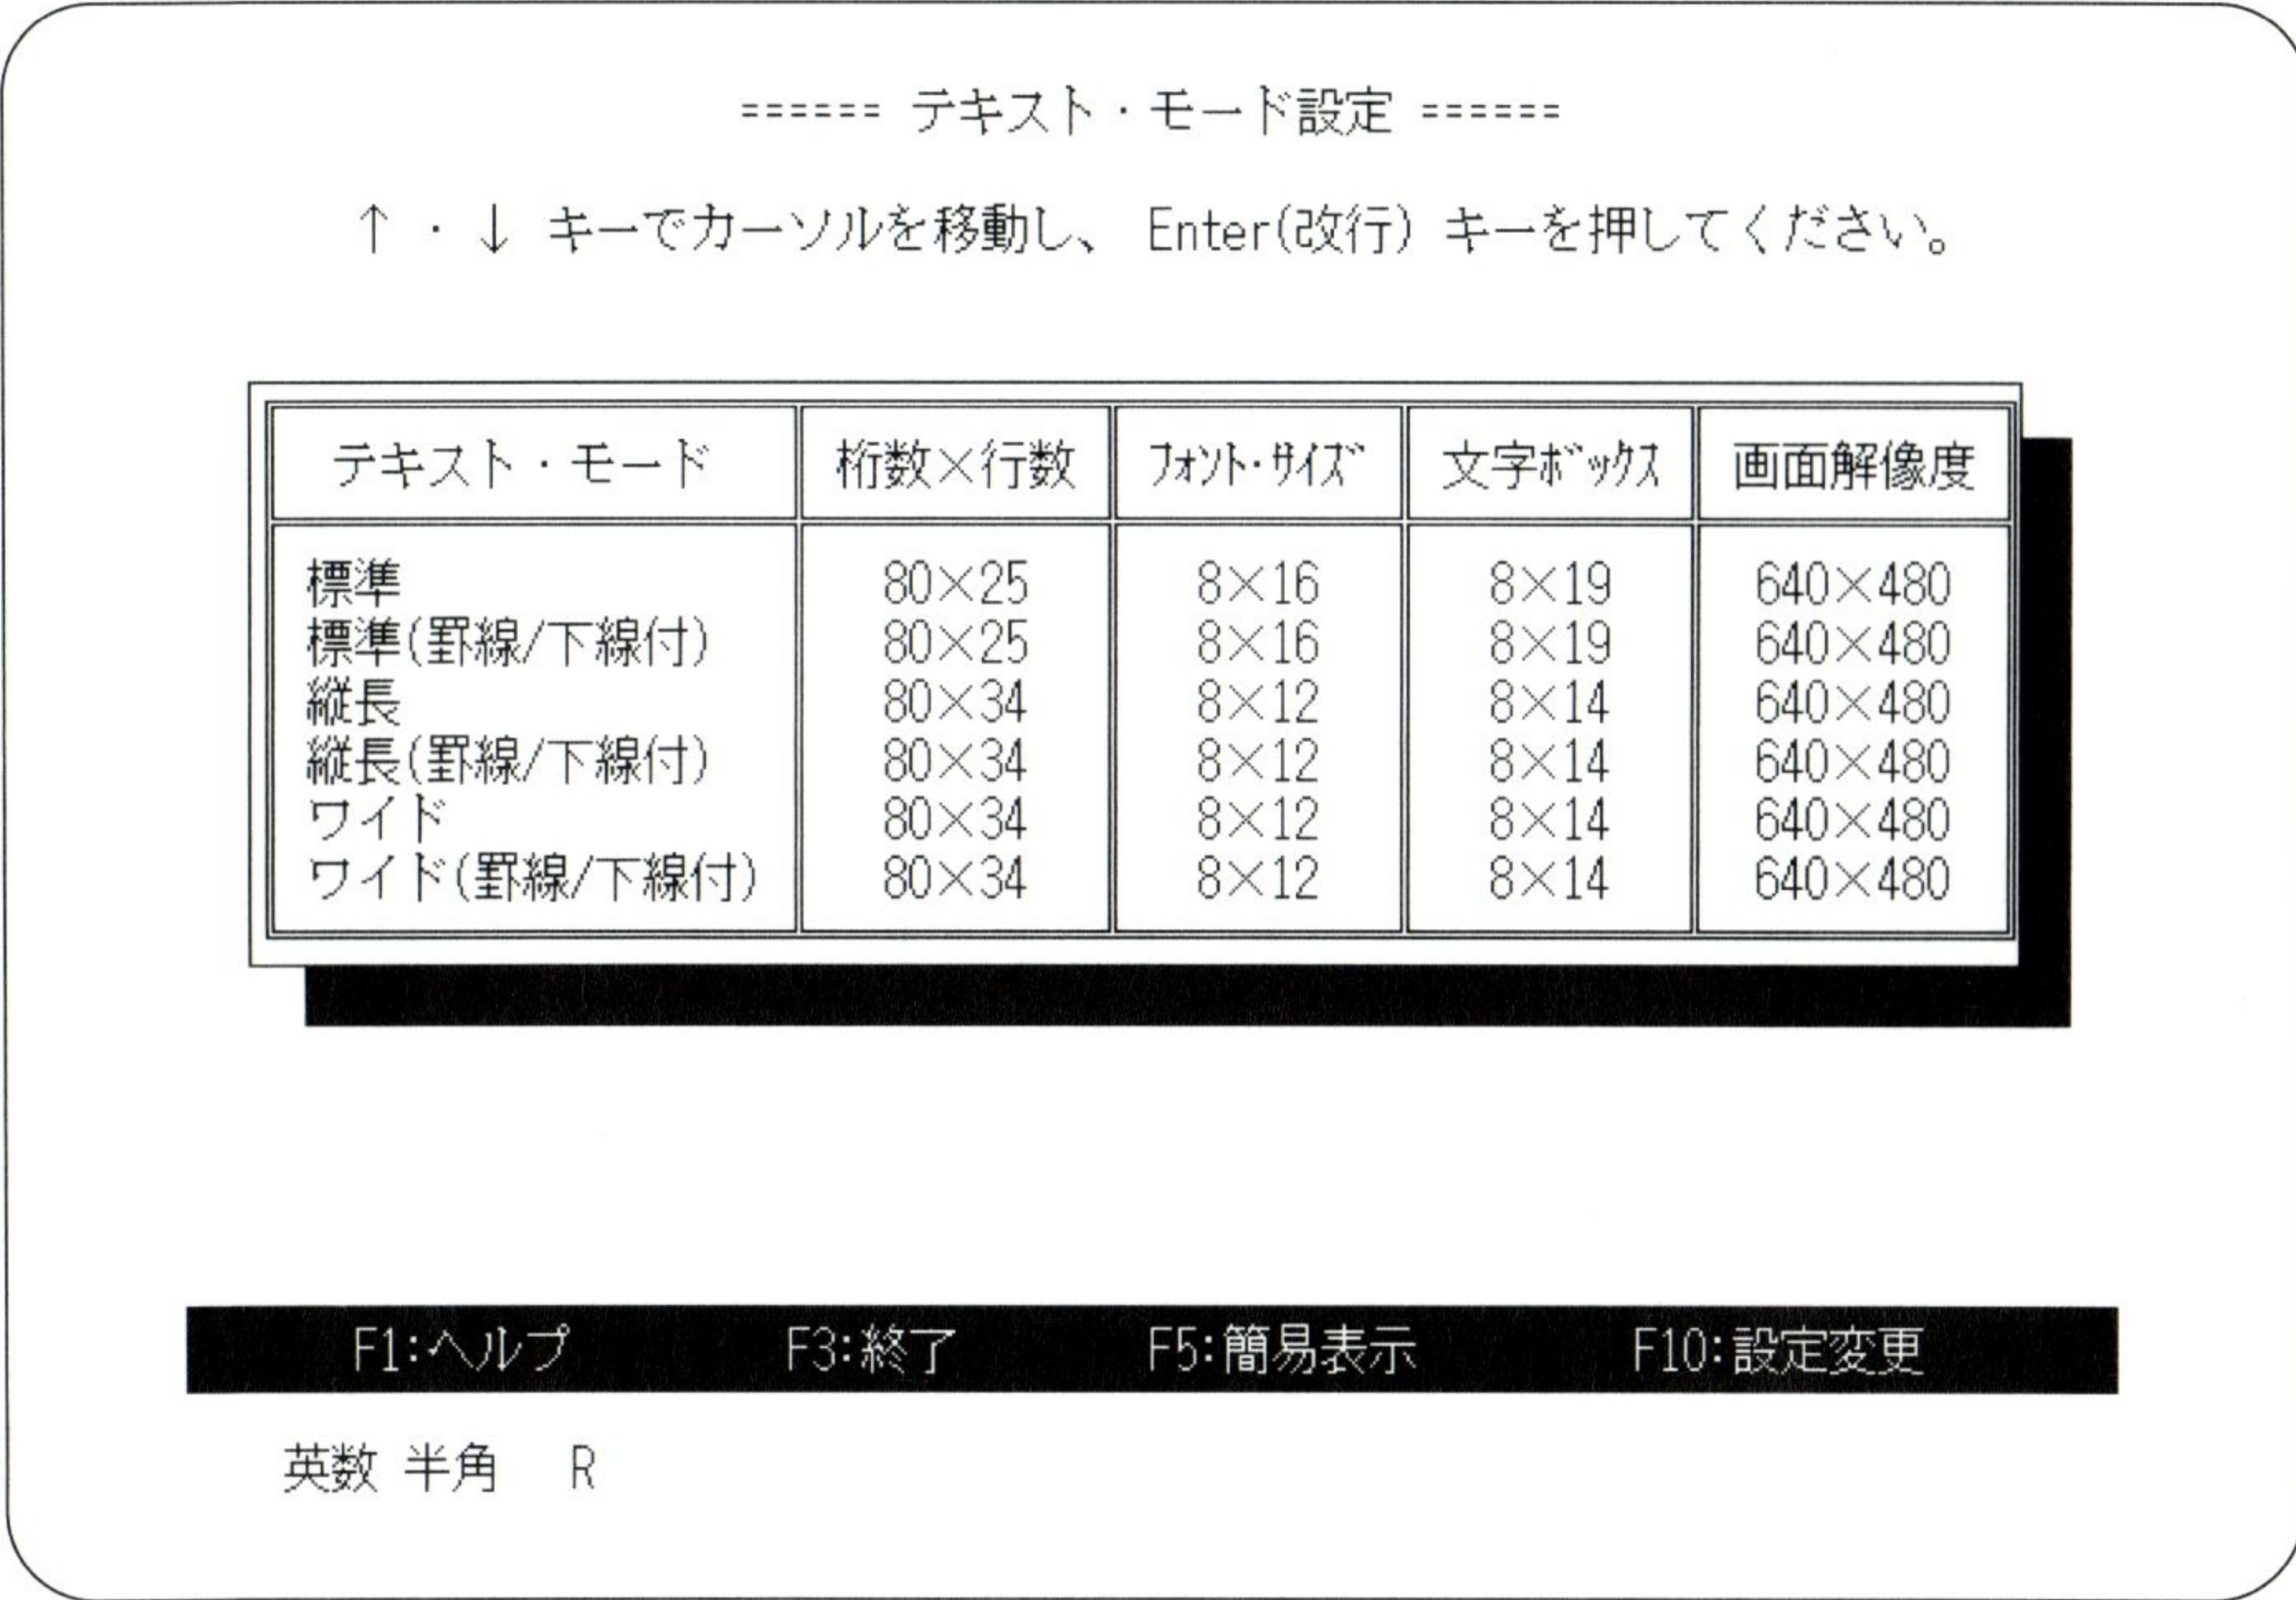 ====== テキスト・モード設定 ======
↑ ・ ↓ キーでカーソルを移動し、 Enter(改行) キーを押してください。
テキスト・モード 桁数×行数 ﾌｫﾝﾄ・ｻｲｽﾞ 文字ﾎﾞｯｸｽ 画面解像度
標準 80×25 8×16 8×19 640×480
標準(罫線/下線付) 80×25 8×16 8×19 640×480
縦長 80×34 8×12 8×14 640×480
縦長(罫線/下線付) 80×34 8×12 8×14 640×480
ワイド 80×34 8×12 8×14 640×480
ワイド(罫線/下線付) 80×34 8×12 8×14 640×480
F1:ヘルプ F3:終了 F5:簡易表示 F10:設定変更
英数 半角 R